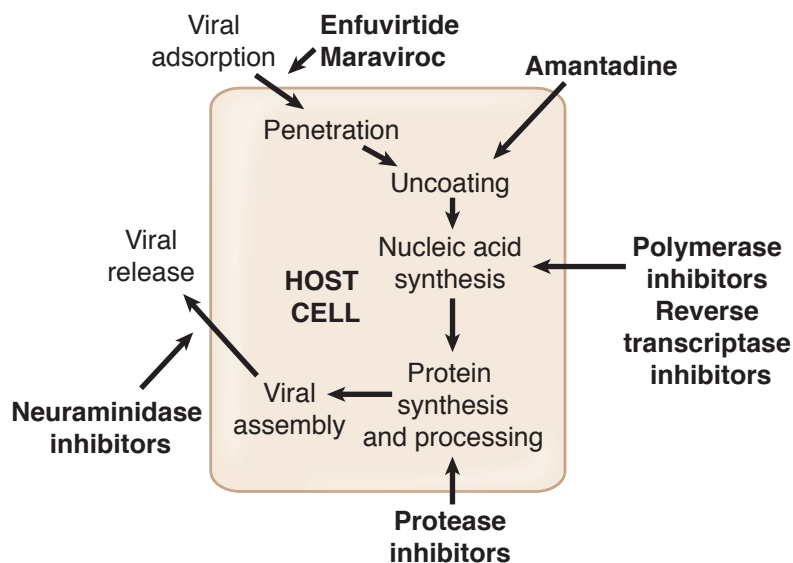 Viral
adsorption
Enfuvirtide
Maraviroc
Amantadine
Penetration
Uncoating
Nucleic acid
synthesis
Polymerase
inhibitors
Reverse
transcriptase
inhibitors
Viral
release
HOST
CELL
Protein
synthesis
and processing
Viral
assembly
Neuraminidase
inhibitors
Protease
inhibitors